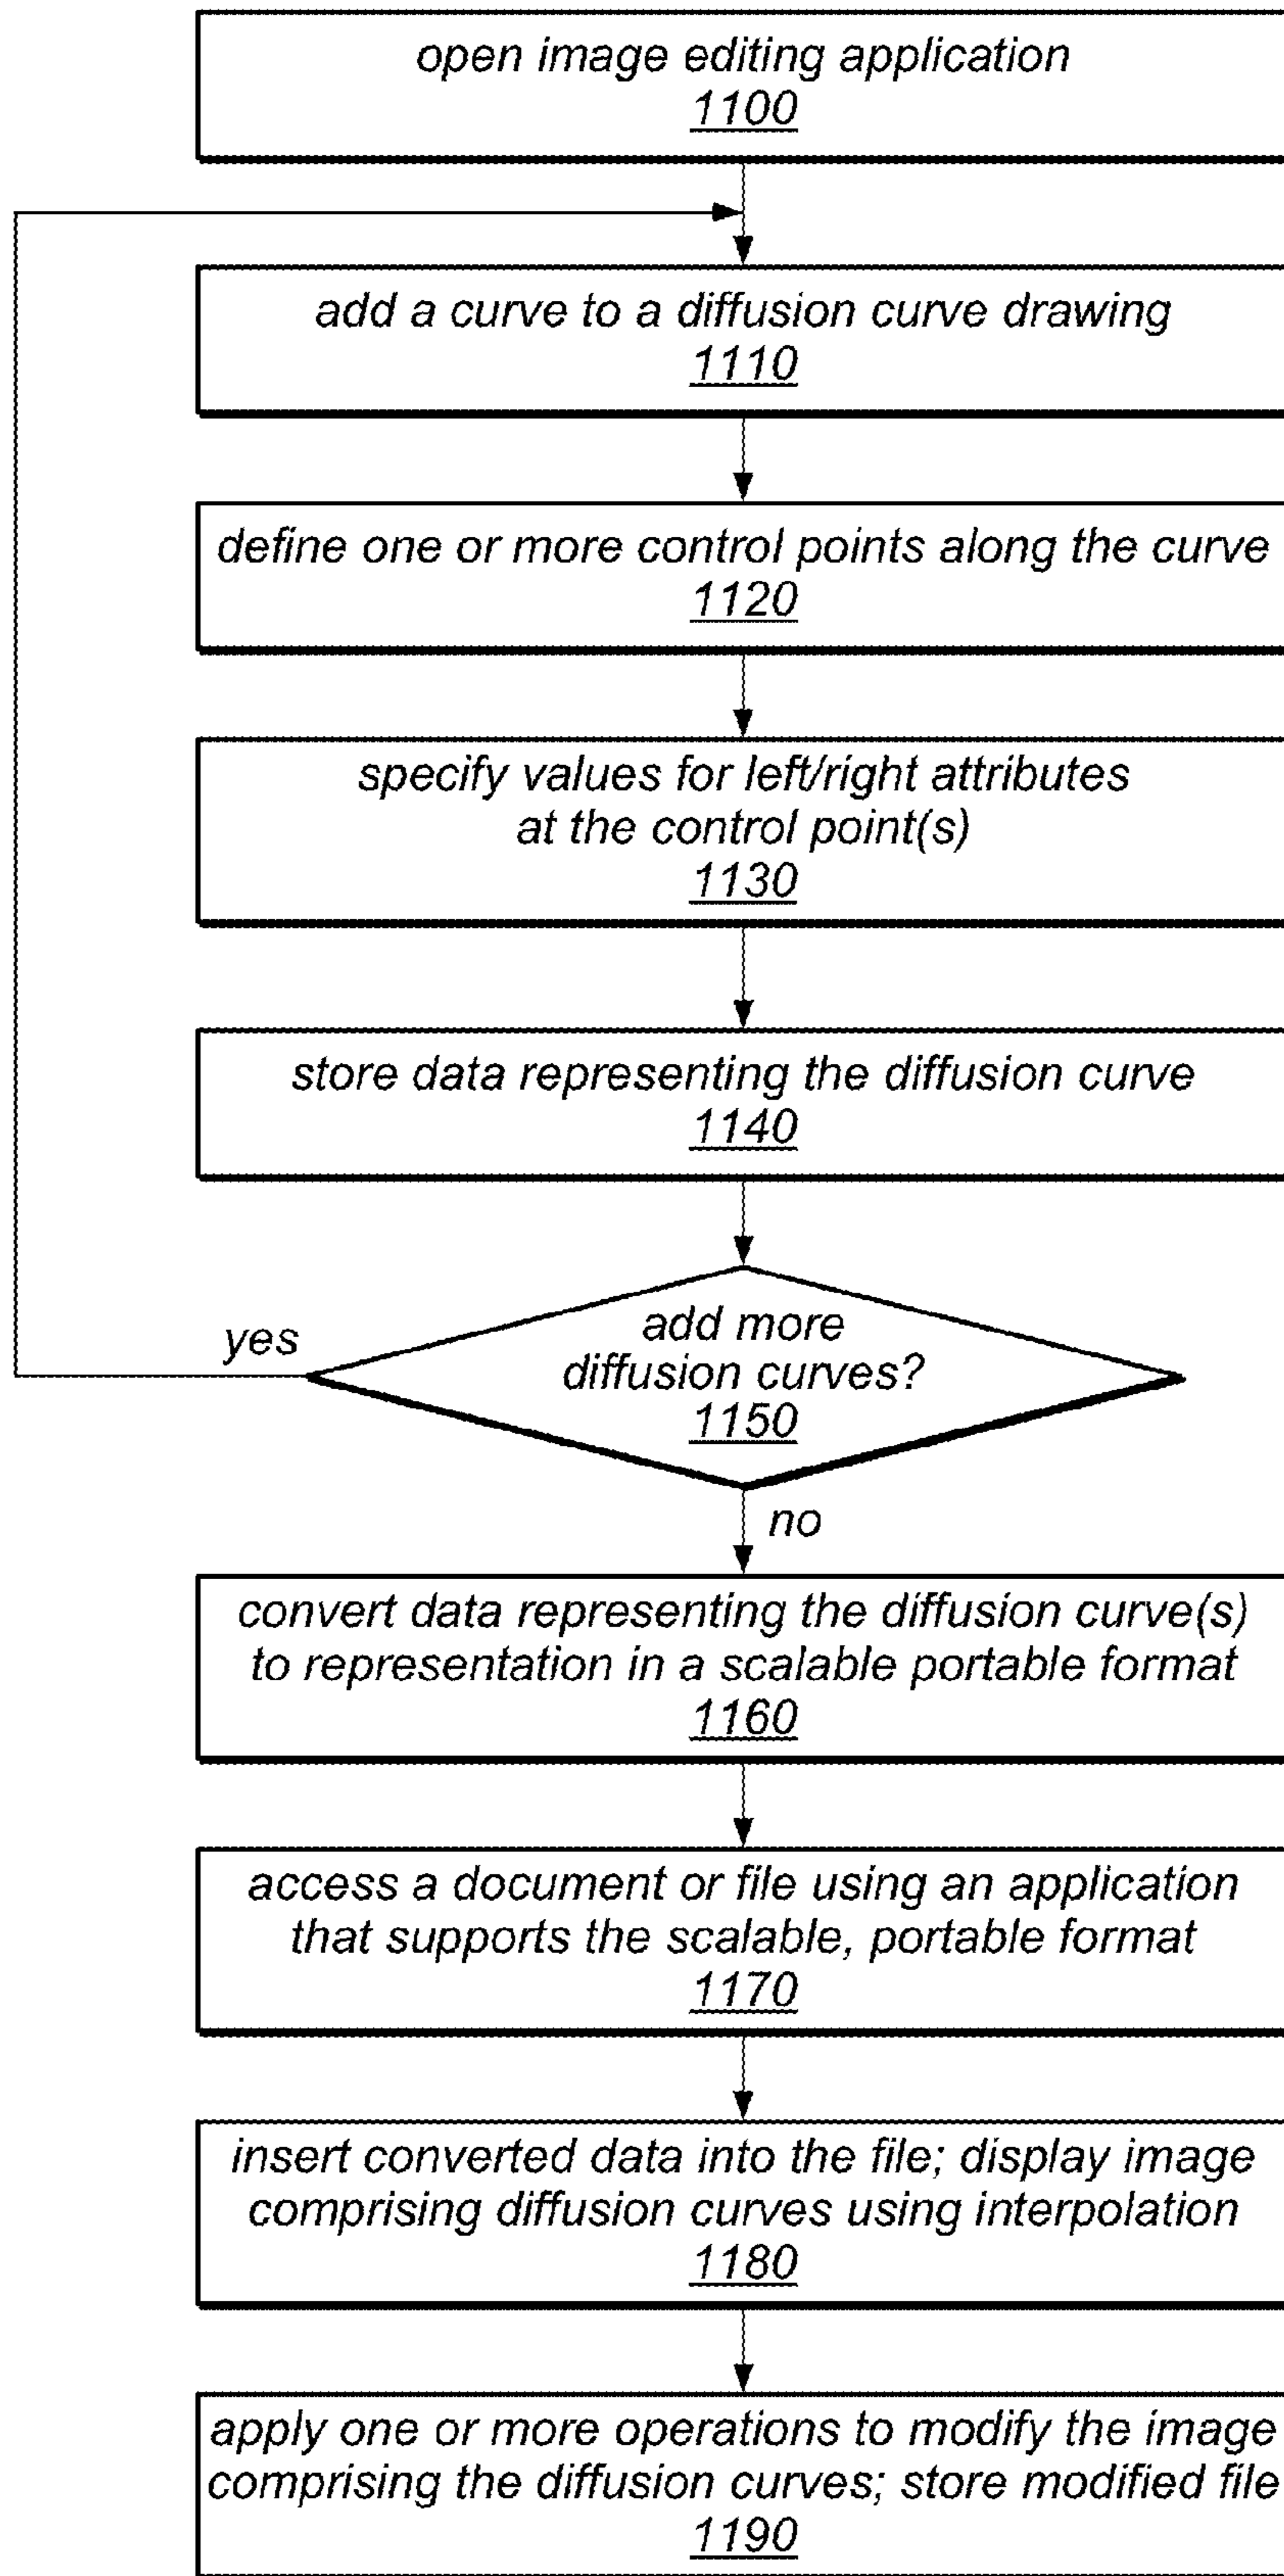 open image editing application
1100
add a curve to a diffusion curve drawing
1110
define one or more control points along the curve
1120
specify values for left/right attributes
at the control point(s)
1130
store data representing the diffusion curve
1140
yes
add more
diffusion curves?
1150
no
convert data representing the diffusion curve(s)
to representation in a scalable portable format
1160
access a document or file using an application
that supports the scalable, portable format
1170
insert converted data into the file; display image
comprising diffusion curves using interpolation
1180
apply one or more operations to modify the image
comprising the diffusion curves; store modified file
1190